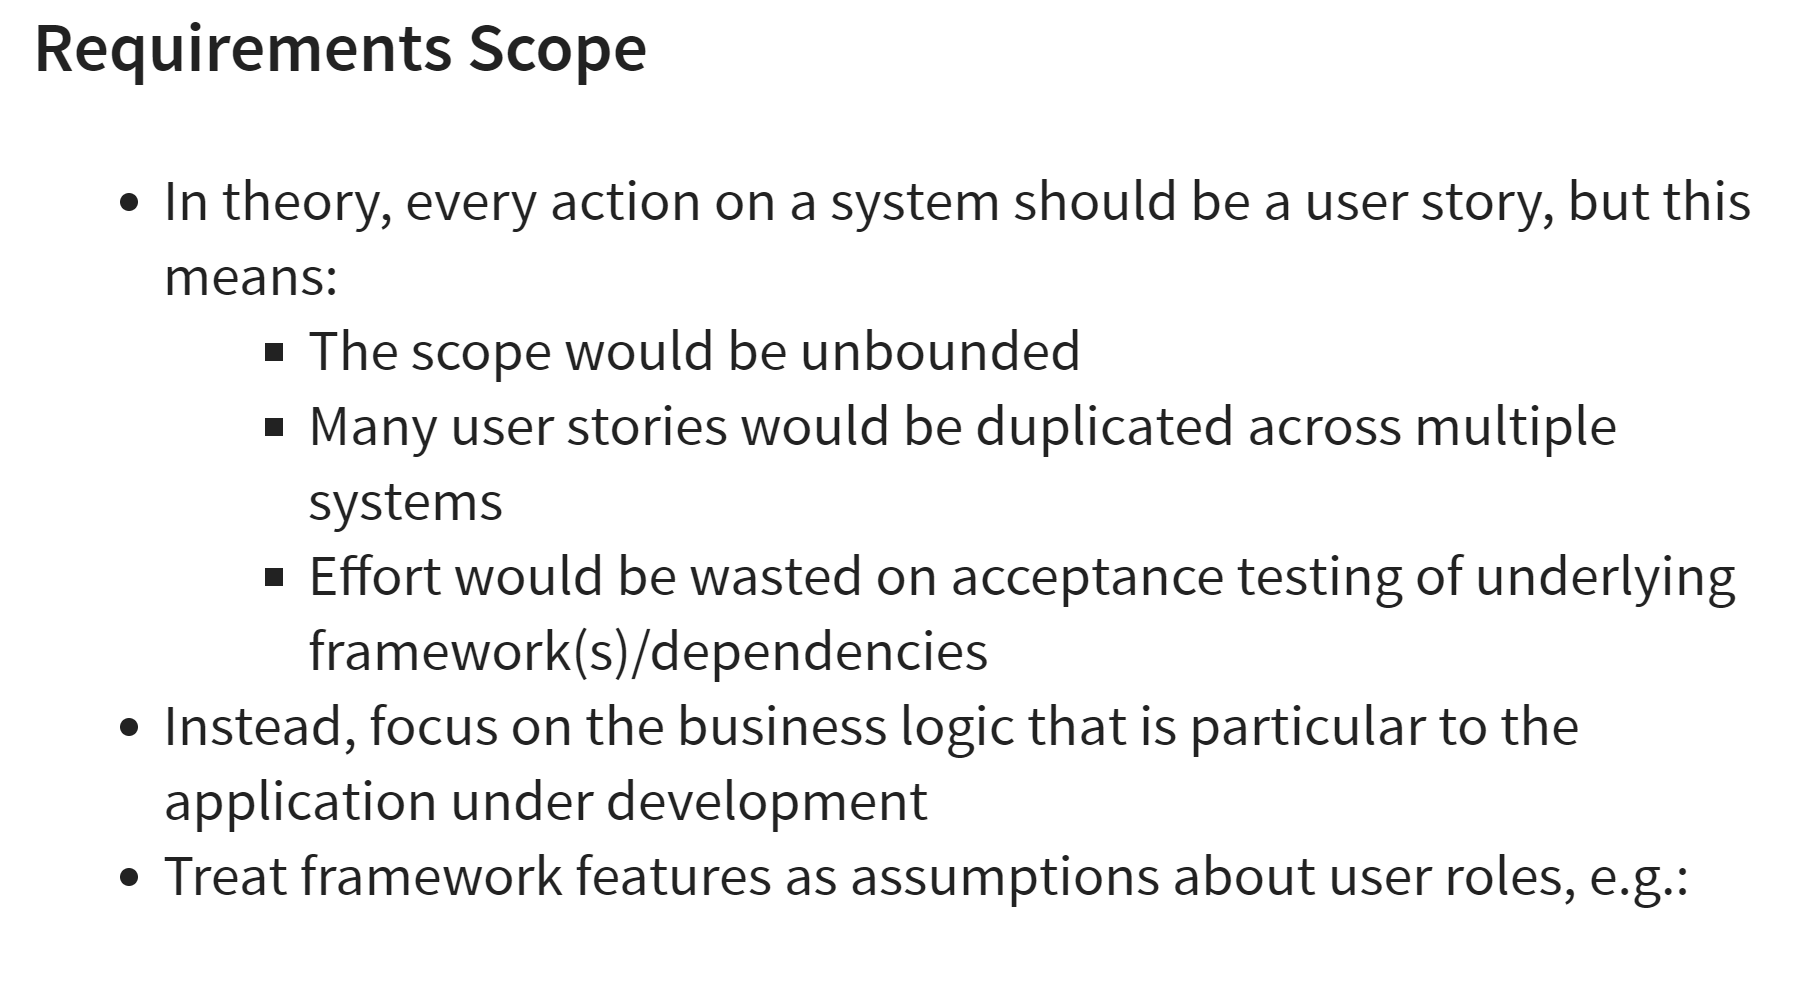 Requirements Scope
In theory, every action on a system should be a user story, but this
means:
The scope would be unbounded
Many user stories would be duplicated across multiple
systems
Effort would be wasted on acceptance testing of underlying
framework(s)/dependencies
Instead, focus on the business logic that is particular to the
application under development
Treat framework features as assumptions about user roles, e.g.: